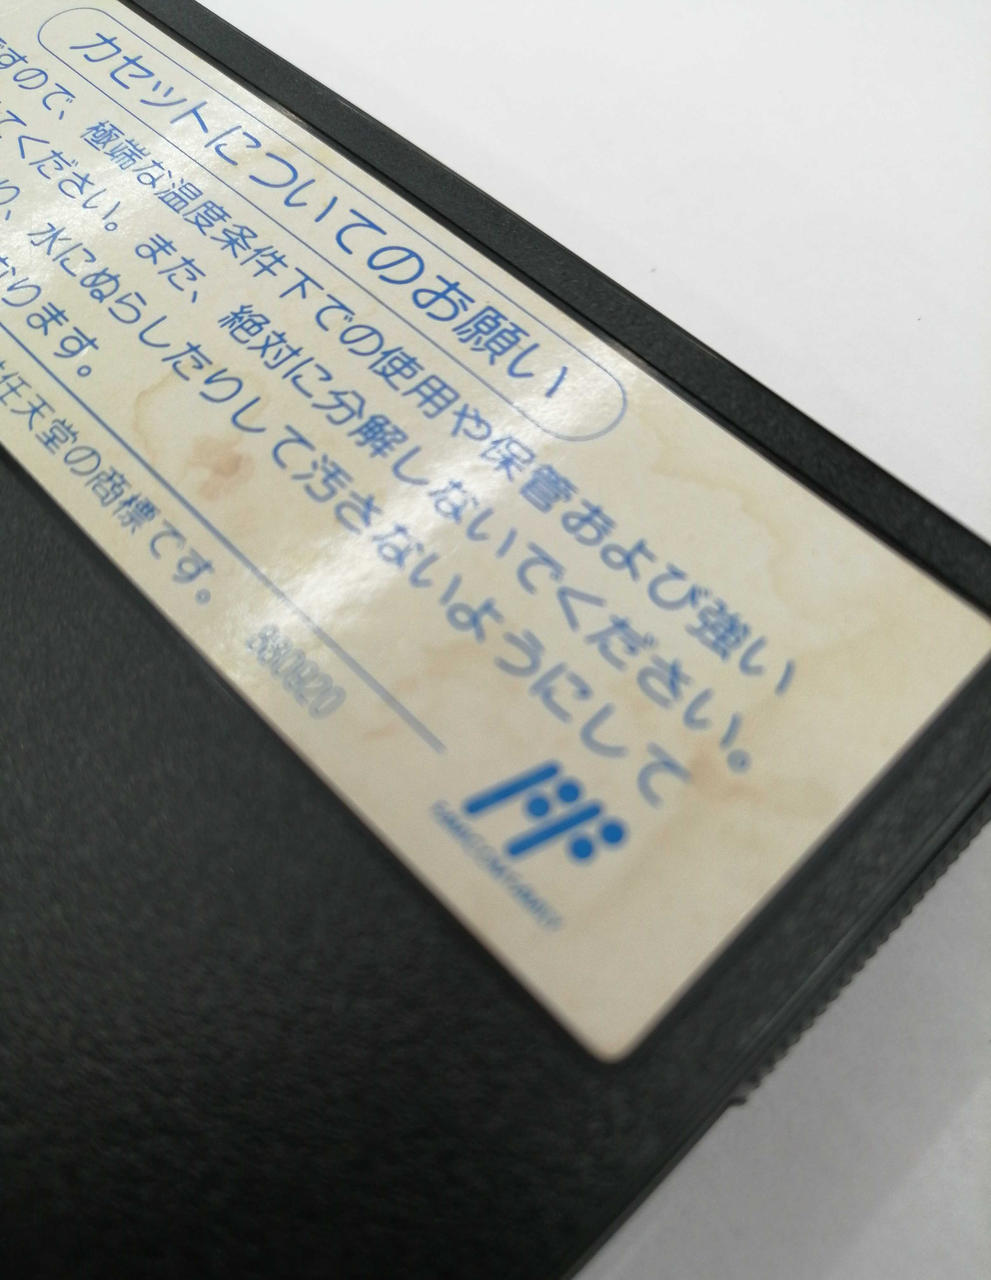 カセットについてのお願い
ですので、極端な温度条件下での使用や保管および強い
てください。また、絶対に分解しないでください。
り、水にぬらしたりして汚さないようにして
なります。
任天堂の商標です。